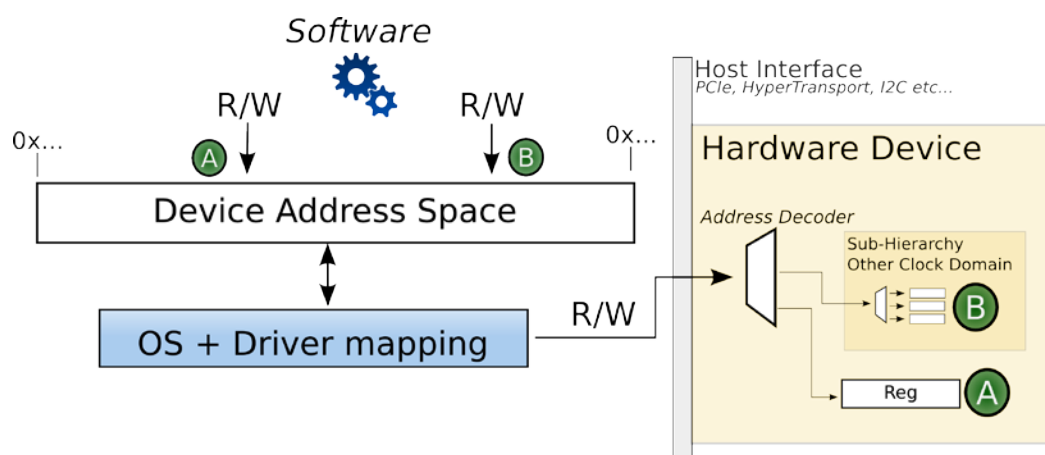 Software
R/W
R/W
0x...
A
B
0x...
Device Address Space
OS + Driver mapping
R/W
Host Interface
PCIe, HyperTransport, I2C etc...
Hardware Device
Address Decoder
Sub-Hierarchy
Other Clock Domain
B
Reg
A